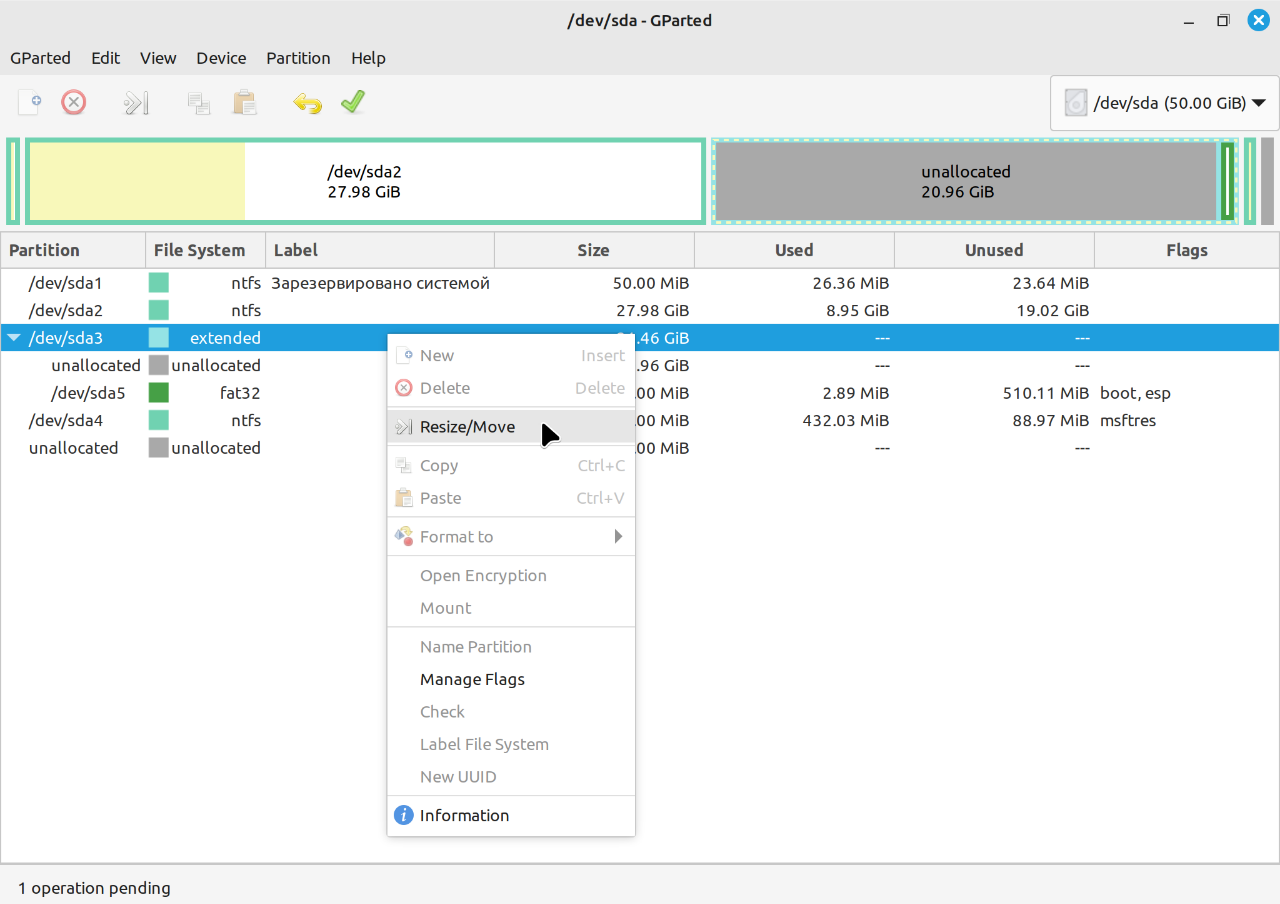 /dev/sda - GParted
GParted Edit View Device Partition Help
/dev/sda (50.00 GiB)
/dev/sda2
27.98 GiB
unallocated
20.96 GiB
Partition File System Label Size Used Unused Flags
/dev/sda1 ntfs Зарезервировано системой 50.00 MiB 26.36 MiB 23.64 MiB
/dev/sda2 ntfs 27.98 GiB 8.95 GiB 19.02 GiB
/dev/sda3 extended .46 GiB --- ---
unallocated unallocated .96 GiB --- ---
/dev/sda5 fat32 .00 MiB 2.89 MiB 510.11 MiB boot, esp
/dev/sda4 ntfs .00 MiB 432.03 MiB 88.97 MiB msftres
unallocated unallocated .00 MiB --- ---
New Insert
Delete Delete
Resize/Move
Copy Ctrl+C
Paste Ctrl+V
Format to
Open Encryption
Mount
Name Partition
Manage Flags
Check
Label File System
New UUID
Information
1 operation pending